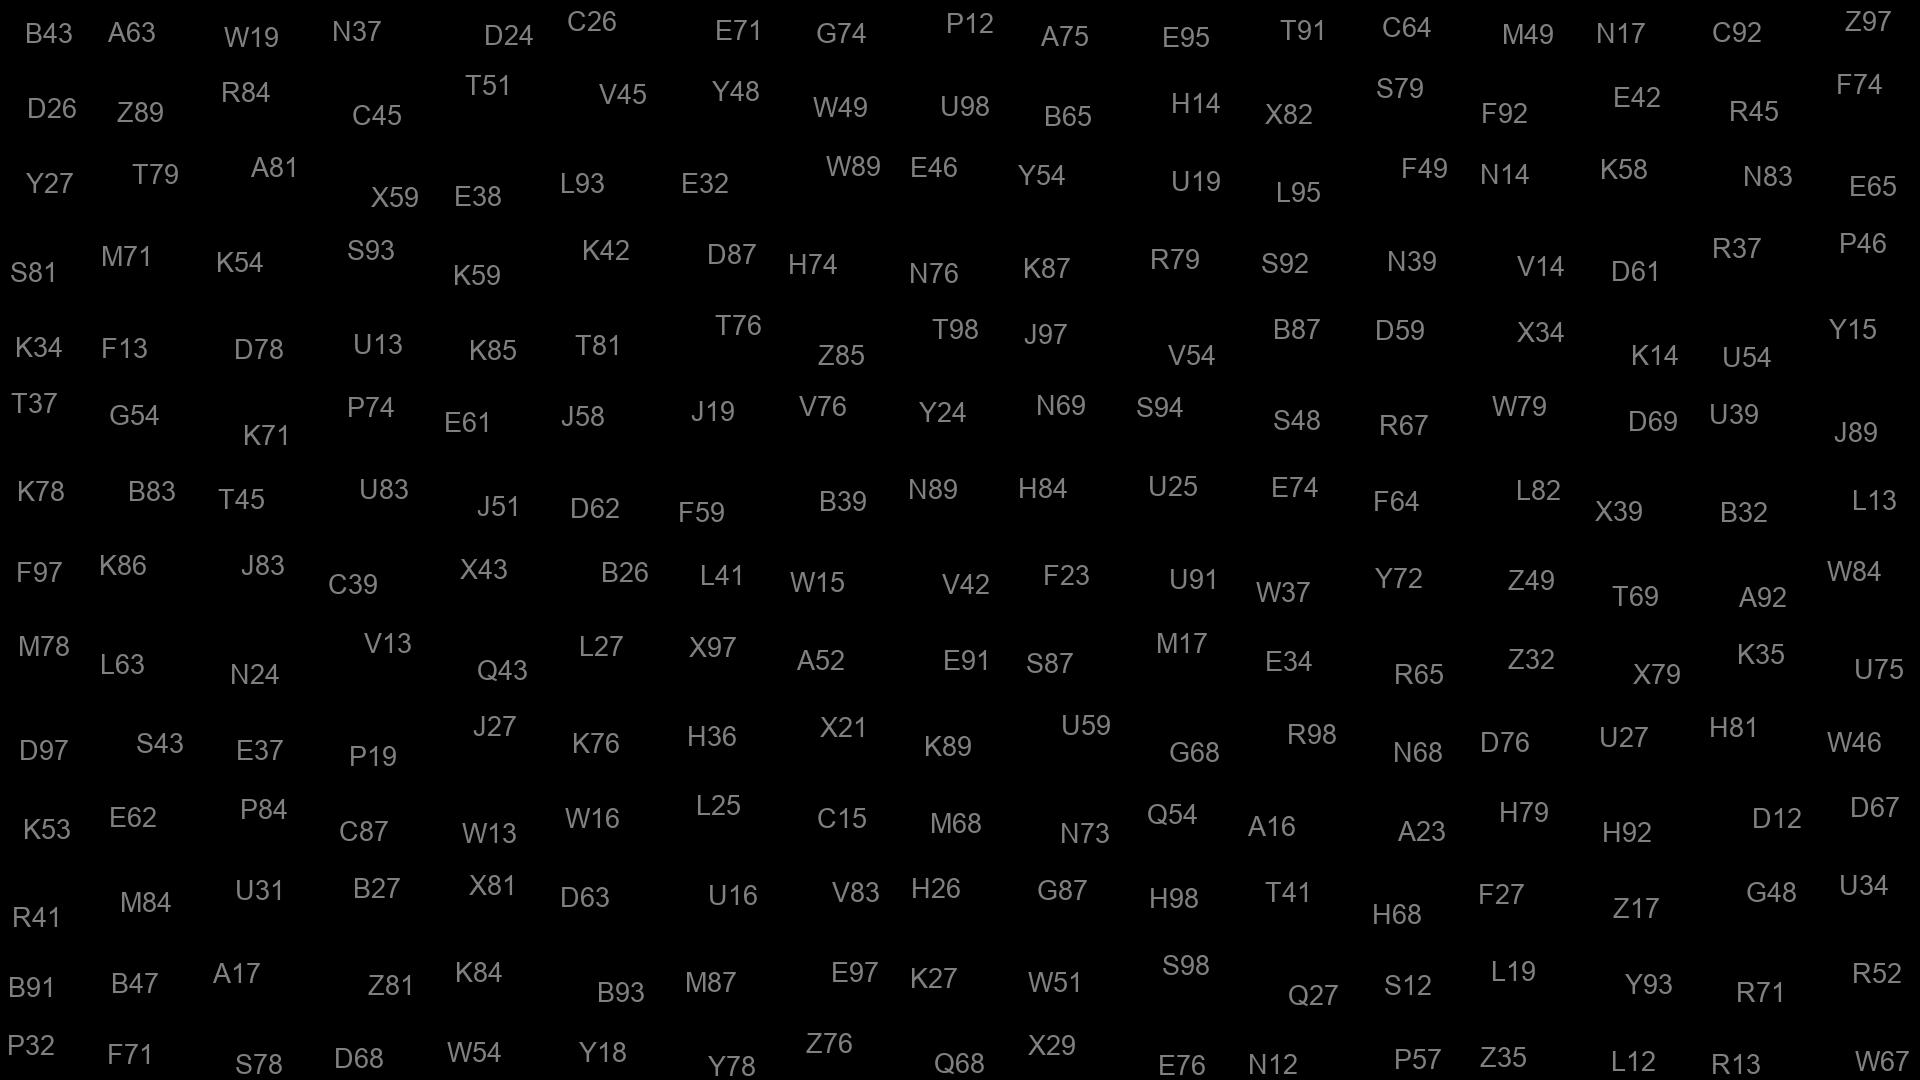 B43 A63 W19 N37 D24 C26 E71 G74 P12 A75 E95 T91 C64 M49 N17 C92 Z97
D26 Z89 R84 C45 T51 V45 Y48 W49 U98 B65 H14 X82 S79 F92 E42 R45 F74
Y27 T79 A81 X59 E38 L93 E32 W89 E46 Y54 U19 L95 F49 N14 K58 N83 E65
S81 M71 K54 S93 K59 K42 D87 H74 N76 K87 R79 S92 N39 V14 D61 R37 P46
K34 F13 D78 U13 K85 T81 T76 Z85 T98 J97 V54 B87 D59 X34 K14 U54 Y15
T37 G54 K71 P74 E61 J58 J19 V76 Y24 N69 S94 S48 R67 W79 D69 U39 J89
K78 B83 T45 U83 J51 D62 F59 B39 N89 H84 U25 E74 F64 L82 X39 B32 L13
F97 K86 J83 C39 X43 B26 L41 W15 V42 F23 U91 W37 Y72 Z49 T69 A92 W84
M78 L63 N24 V13 Q43 L27 X97 A52 E91 S87 M17 E34 R65 Z32 X79 K35 U75
D97 S43 E37 P19 J27 K76 H36 X21 K89 U59 G68 R98 N68 D76 U27 H81 W46
K53 E62 P84 C87 W13 W16 L25 C15 M68 N73 Q54 A16 A23 H79 H92 D12 D67
R41 M84 U31 B27 X81 D63 U16 V83 H26 G87 H98 T41 H68 F27 Z17 G48 U34
B91 B47 A17 Z81 K84 B93 M87 E97 K27 W51 S98 Q27 S12 L19 Y93 R71 R52
P32 F71 S78 D68 W54 Y18 Y78 Z76 Q68 X29 E76 N12 P57 Z35 L12 R13 W67